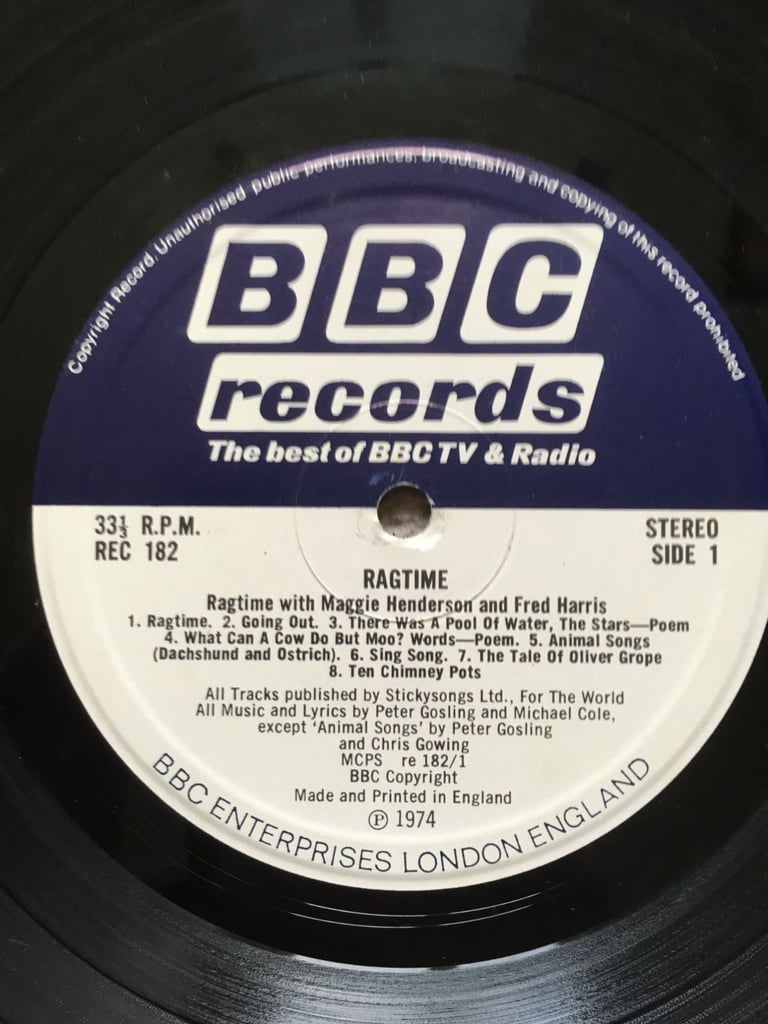 Copyright Record. Unauthorised public performances, broadcasting and copying of this record prohibited
BBC
records
The best of BBC TV & Radio
33⅓ R.P.M.
REC 182
STEREO
SIDE 1
RAGTIME
Ragtime with Maggie Henderson and Fred Harris
1. Ragtime. 2. Going Out. 3. There Was A Pool Of Water, The Stars—Poem
4. What Can A Cow Do But Moo? Words—Poem. 5. Animal Songs
(Dachshund and Ostrich). 6. Sing Song. 7. The Tale Of Oliver Grope
8. Ten Chimney Pots
All Tracks published by Stickysongs Ltd., For The World
All Music and Lyrics by Peter Gosling and Michael Cole,
except 'Animal Songs' by Peter Gosling
and Chris Gowing
MCPS re 182/1
BBC Copyright
Made and Printed in England
Ⓟ 1974
BBC ENTERPRISES LONDON ENGLAND